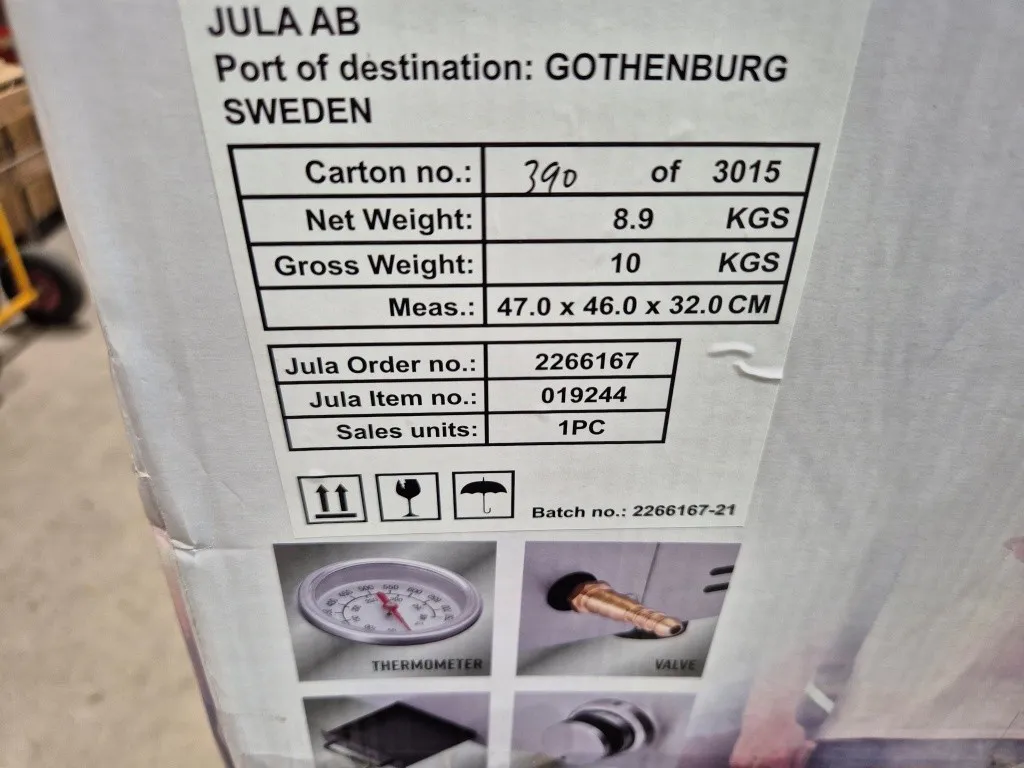 JULA AB
Port of destination: GOTHENBURG
SWEDEN
Carton no.: 390 of 3015
Net Weight: 8.9 KGS
Gross Weight: 10 KGS
Meas.: 47.0 x 46.0 x 32.0 CM
Jula Order no.: 2266167
Jula Item no.: 019244
Sales units: 1PC
Batch no.: 2266167-21
THERMOMETER
VALVE